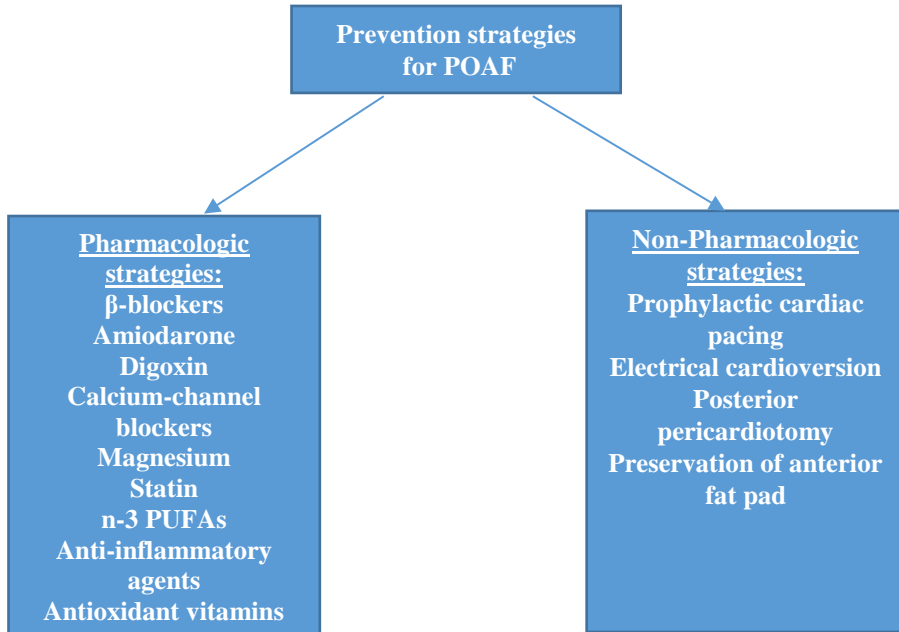 Prevention strategies
for POAF
Pharmacologic
strategies:
β-blockers
Amiodarone
Digoxin
Calcium-channel
blockers
Magnesium
Statin
n-3 PUFAs
Anti-inflammatory
agents
Antioxidant vitamins
Non-Pharmacologic
strategies:
Prophylactic cardiac
pacing
Electrical cardioversion
Posterior
pericardiotomy
Preservation of anterior
fat pad